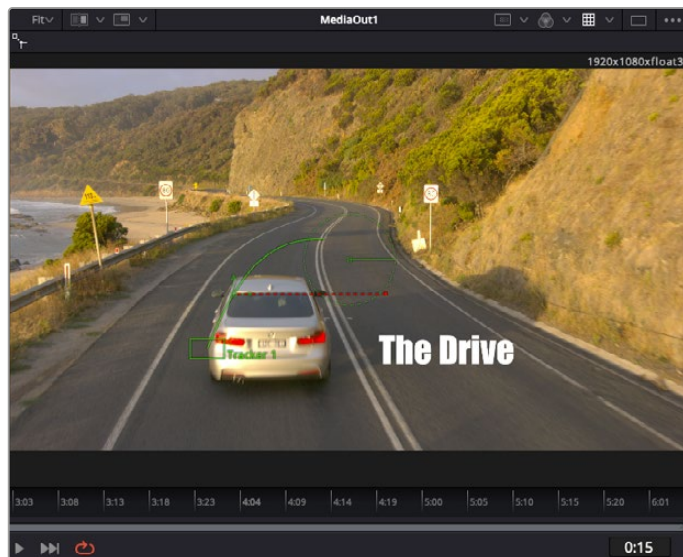 Fit MediaOut1
1920x1080xfloat3
Tracker 1
The Drive
3:03 3:08 3:13 3:18 3:23 4:04 4:09 4:14 4:19 5:00 5:05 5:10 5:15 5:20 6:01
0:15